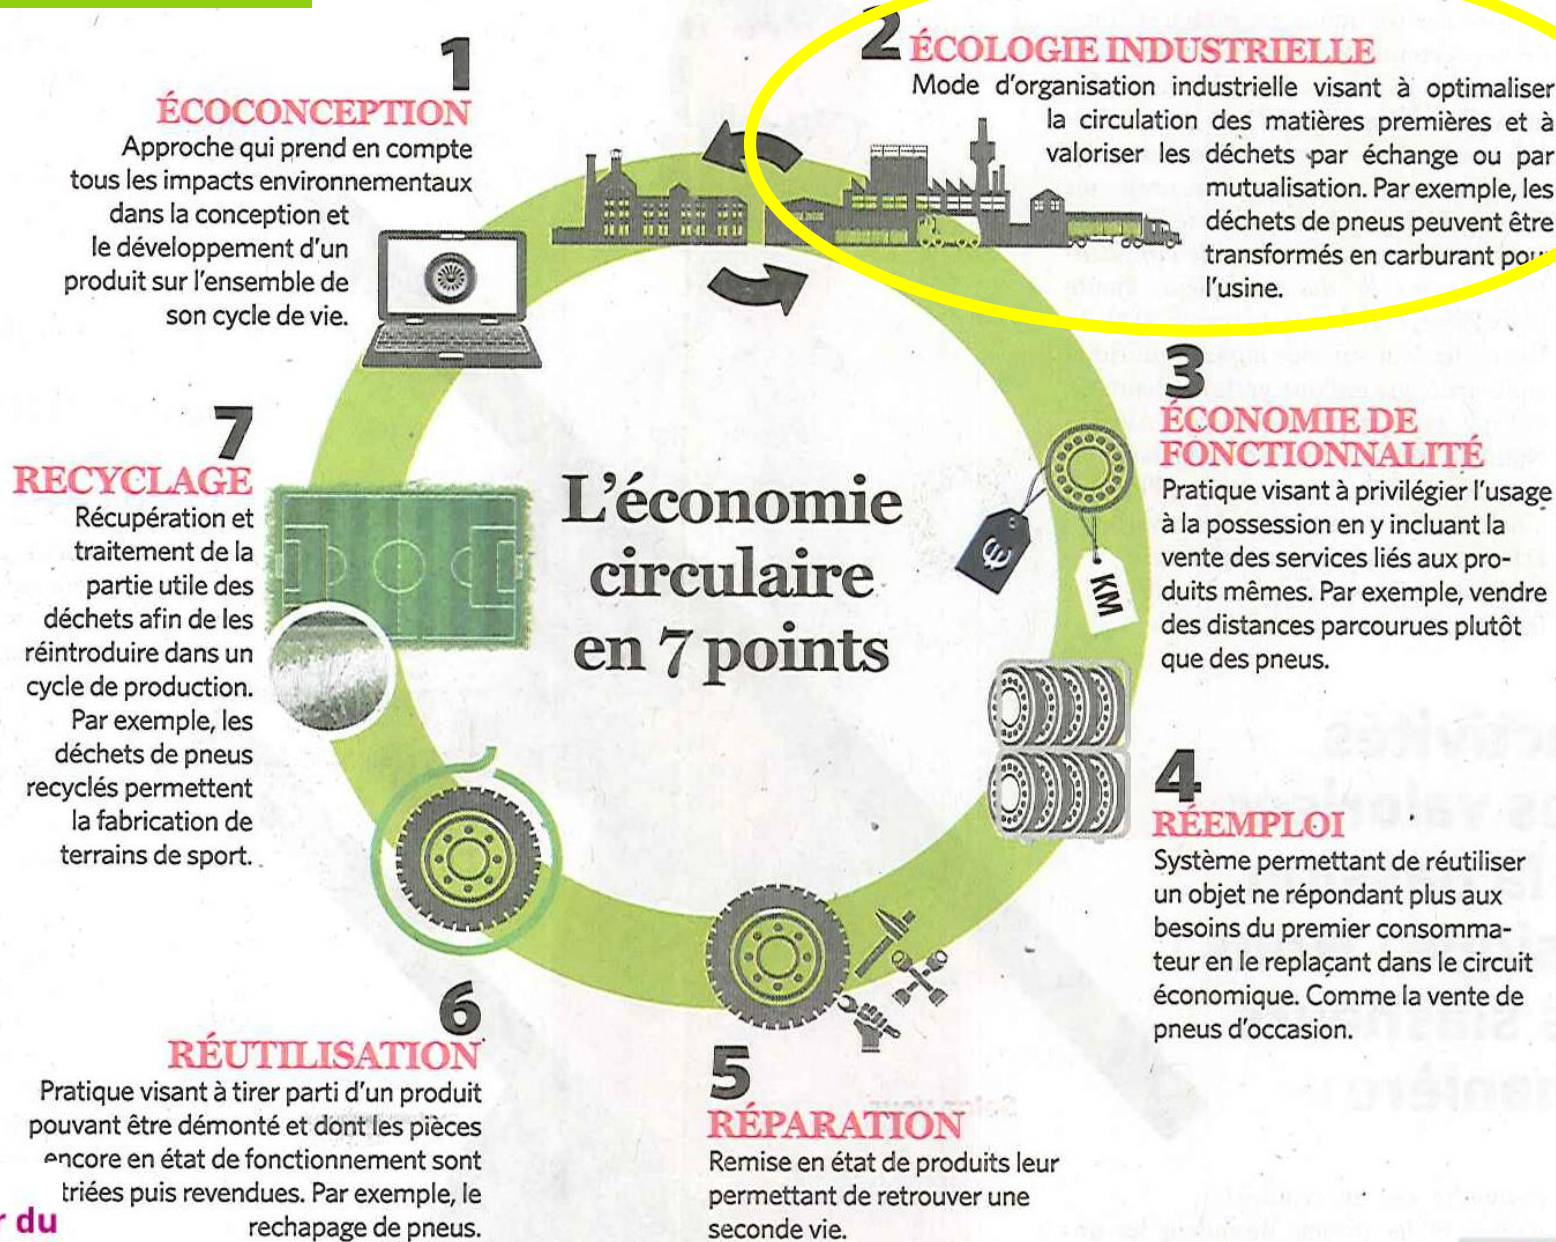 1
ÉCOCONCEPTION
Approche qui prend en compte
tous les impacts environnementaux
dans la conception et
le développement d'un
produit sur l'ensemble de
son cycle de vie.
2 ÉCOLOGIE INDUSTRIELLE
Mode d'organisation industrielle visant à optimaliser
la circulation des matières premières et à
valoriser les déchets par échange ou par
mutualisation. Par exemple, les
déchets de pneus peuvent être
transformés en carburant pour
l'usine.
3
ÉCONOMIE DE
FONCTIONNALITÉ
Pratique visant à privilégier l'usage
à la possession en y incluant la
vente des services liés aux pro-
duits mêmes. Par exemple, vendre
des distances parcourues plutôt
que des pneus.
€
KM
L'économie
circulaire
en 7 points
4
RÉEMPLOI
Système permettant de réutiliser
un objet ne répondant plus aux
besoins du premier consomma-
teur en le replaçant dans le circuit
économique. Comme la vente de
pneus d'occasion.
5
RÉPARATION
Remise en état de produits leur
permettant de retrouver une
seconde vie.
6
RÉUTILISATION
Pratique visant à tirer parti d'un produit
pouvant être démonté et dont les pièces
encore en état de fonctionnement sont
triées puis revendues. Par exemple, le
rechapage de pneus.
7
RECYCLAGE
Récupération et
traitement de la
partie utile des
déchets afin de les
réintroduire dans un
cycle de production.
Par exemple, les
déchets de pneus
recyclés permettent
la fabrication de
terrains de sport.
du